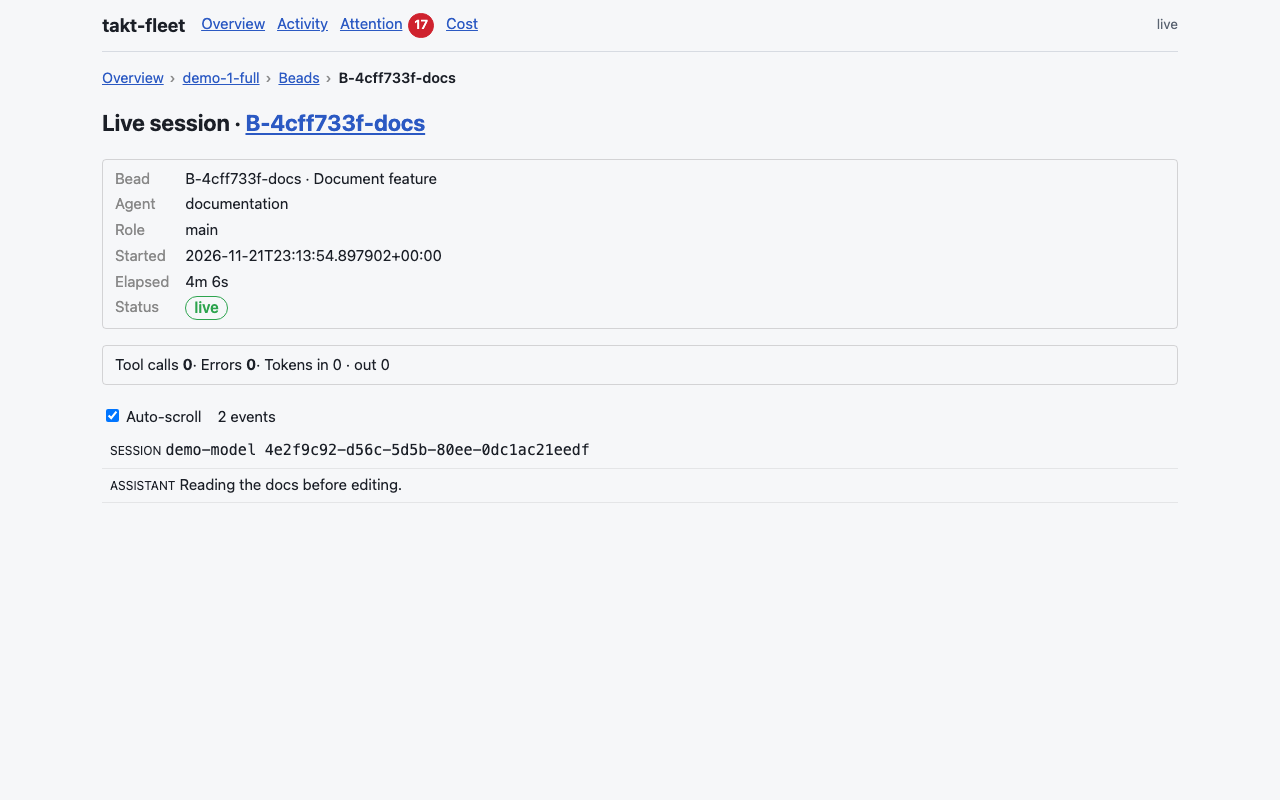 takt-fleet Overview Activity Attention 17 Cost live
Overview › demo-1-full › Beads › B-4cff733f-docs
Live session · B-4cff733f-docs
Bead B-4cff733f-docs · Document feature
Agent documentation
Role main
Started 2026-11-21T23:13:54.897902+00:00
Elapsed 4m 6s
Status live
Tool calls 0· Errors 0· Tokens in 0 · out 0
Auto-scroll 2 events
SESSION demo-model 4e2f9c92-d56c-5d5b-80ee-0dc1ac21eedf
ASSISTANT Reading the docs before editing.